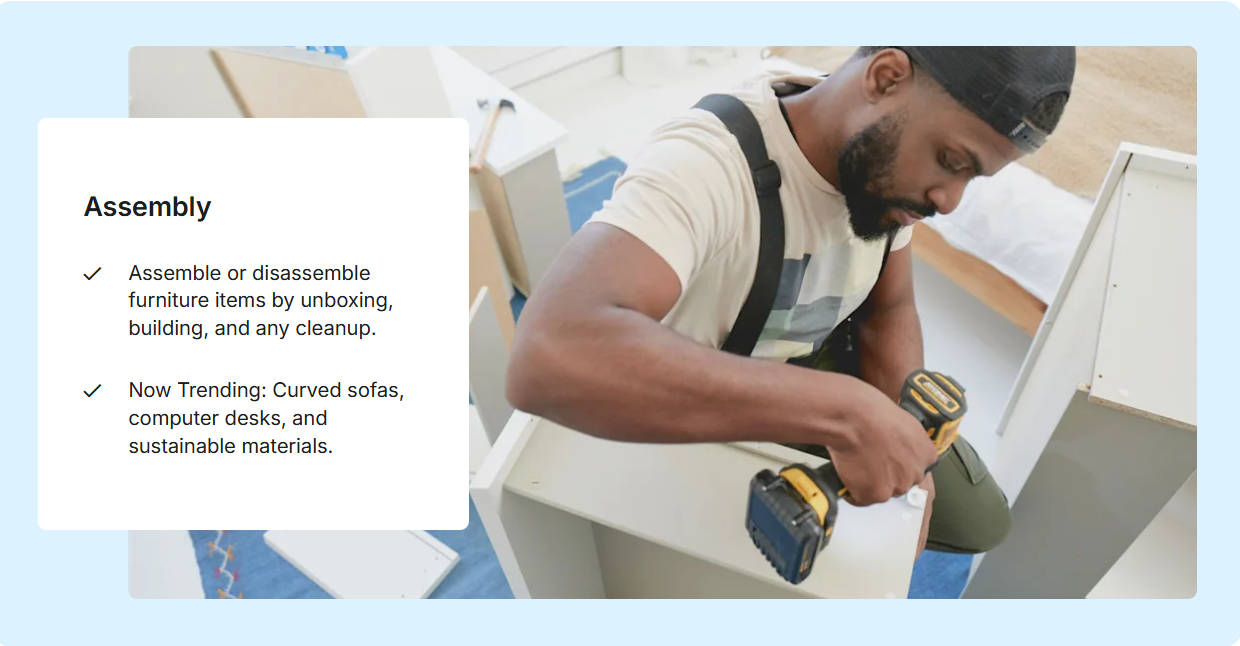 Assembly
Assemble or disassemble
furniture items by unboxing,
building, and any cleanup.
Now Trending: Curved sofas,
computer desks, and
sustainable materials.